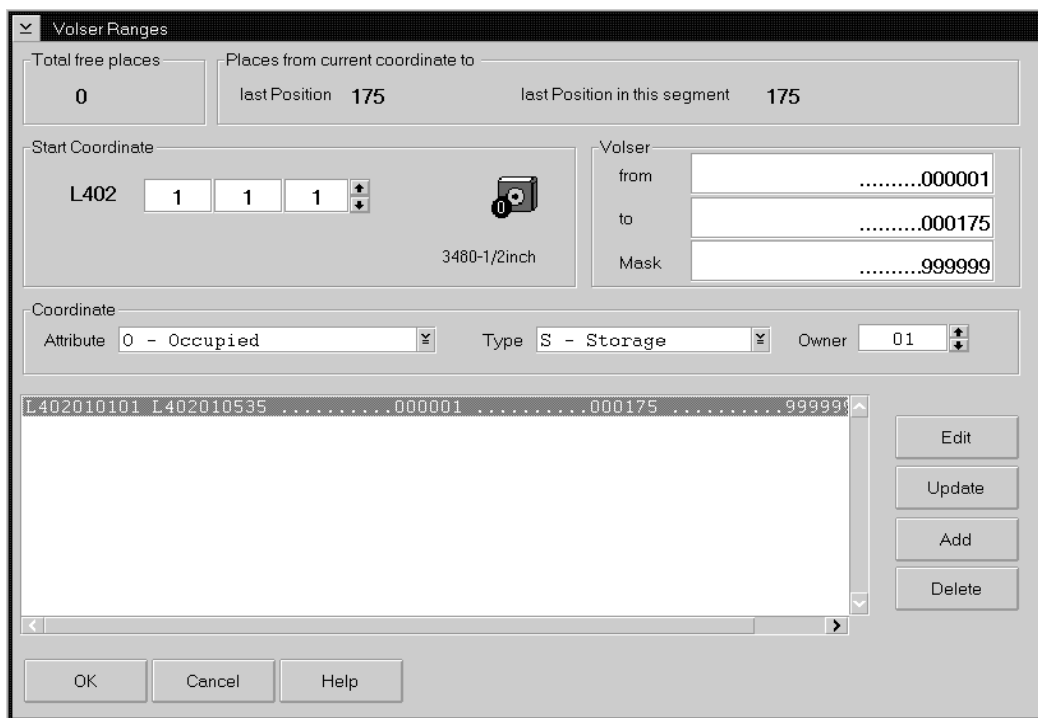 Volser Ranges
Total free places
0
Places from current coordinate to
last Position 175 last Position in this segment 175
Start Coordinate
L402 1 1 1
0
3480-1/2inch
Volser
from ..........000001
to ..........000175
Mask ..........999999
Coordinate
Attribute O - Occupied Type S - Storage Owner 01
L402010101 L402010535 ..........000001 ..........000175 ..........999999
Edit
Update
Add
Delete
OK Cancel Help